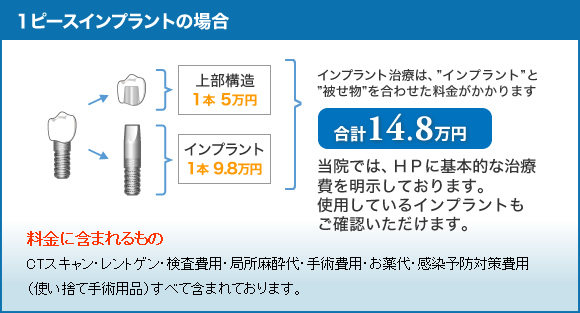 1ピースインプラントの場合
上部構造
1本 5万円
インプラント
1本 9.8万円
インプラント治療は、”インプラント”と
”被せ物”を合わせた料金がかかります
合計14.8万円
当院では、ＨＰに基本的な治療
費を明示しております。
使用しているインプラントも
ご確認いただけます。
料金に含まれるもの
CTスキャン・レントゲン・検査費用・局所麻酔代・手術費用・お薬代・感染予防対策費用
（使い捨て手術用品）すべて含まれております。